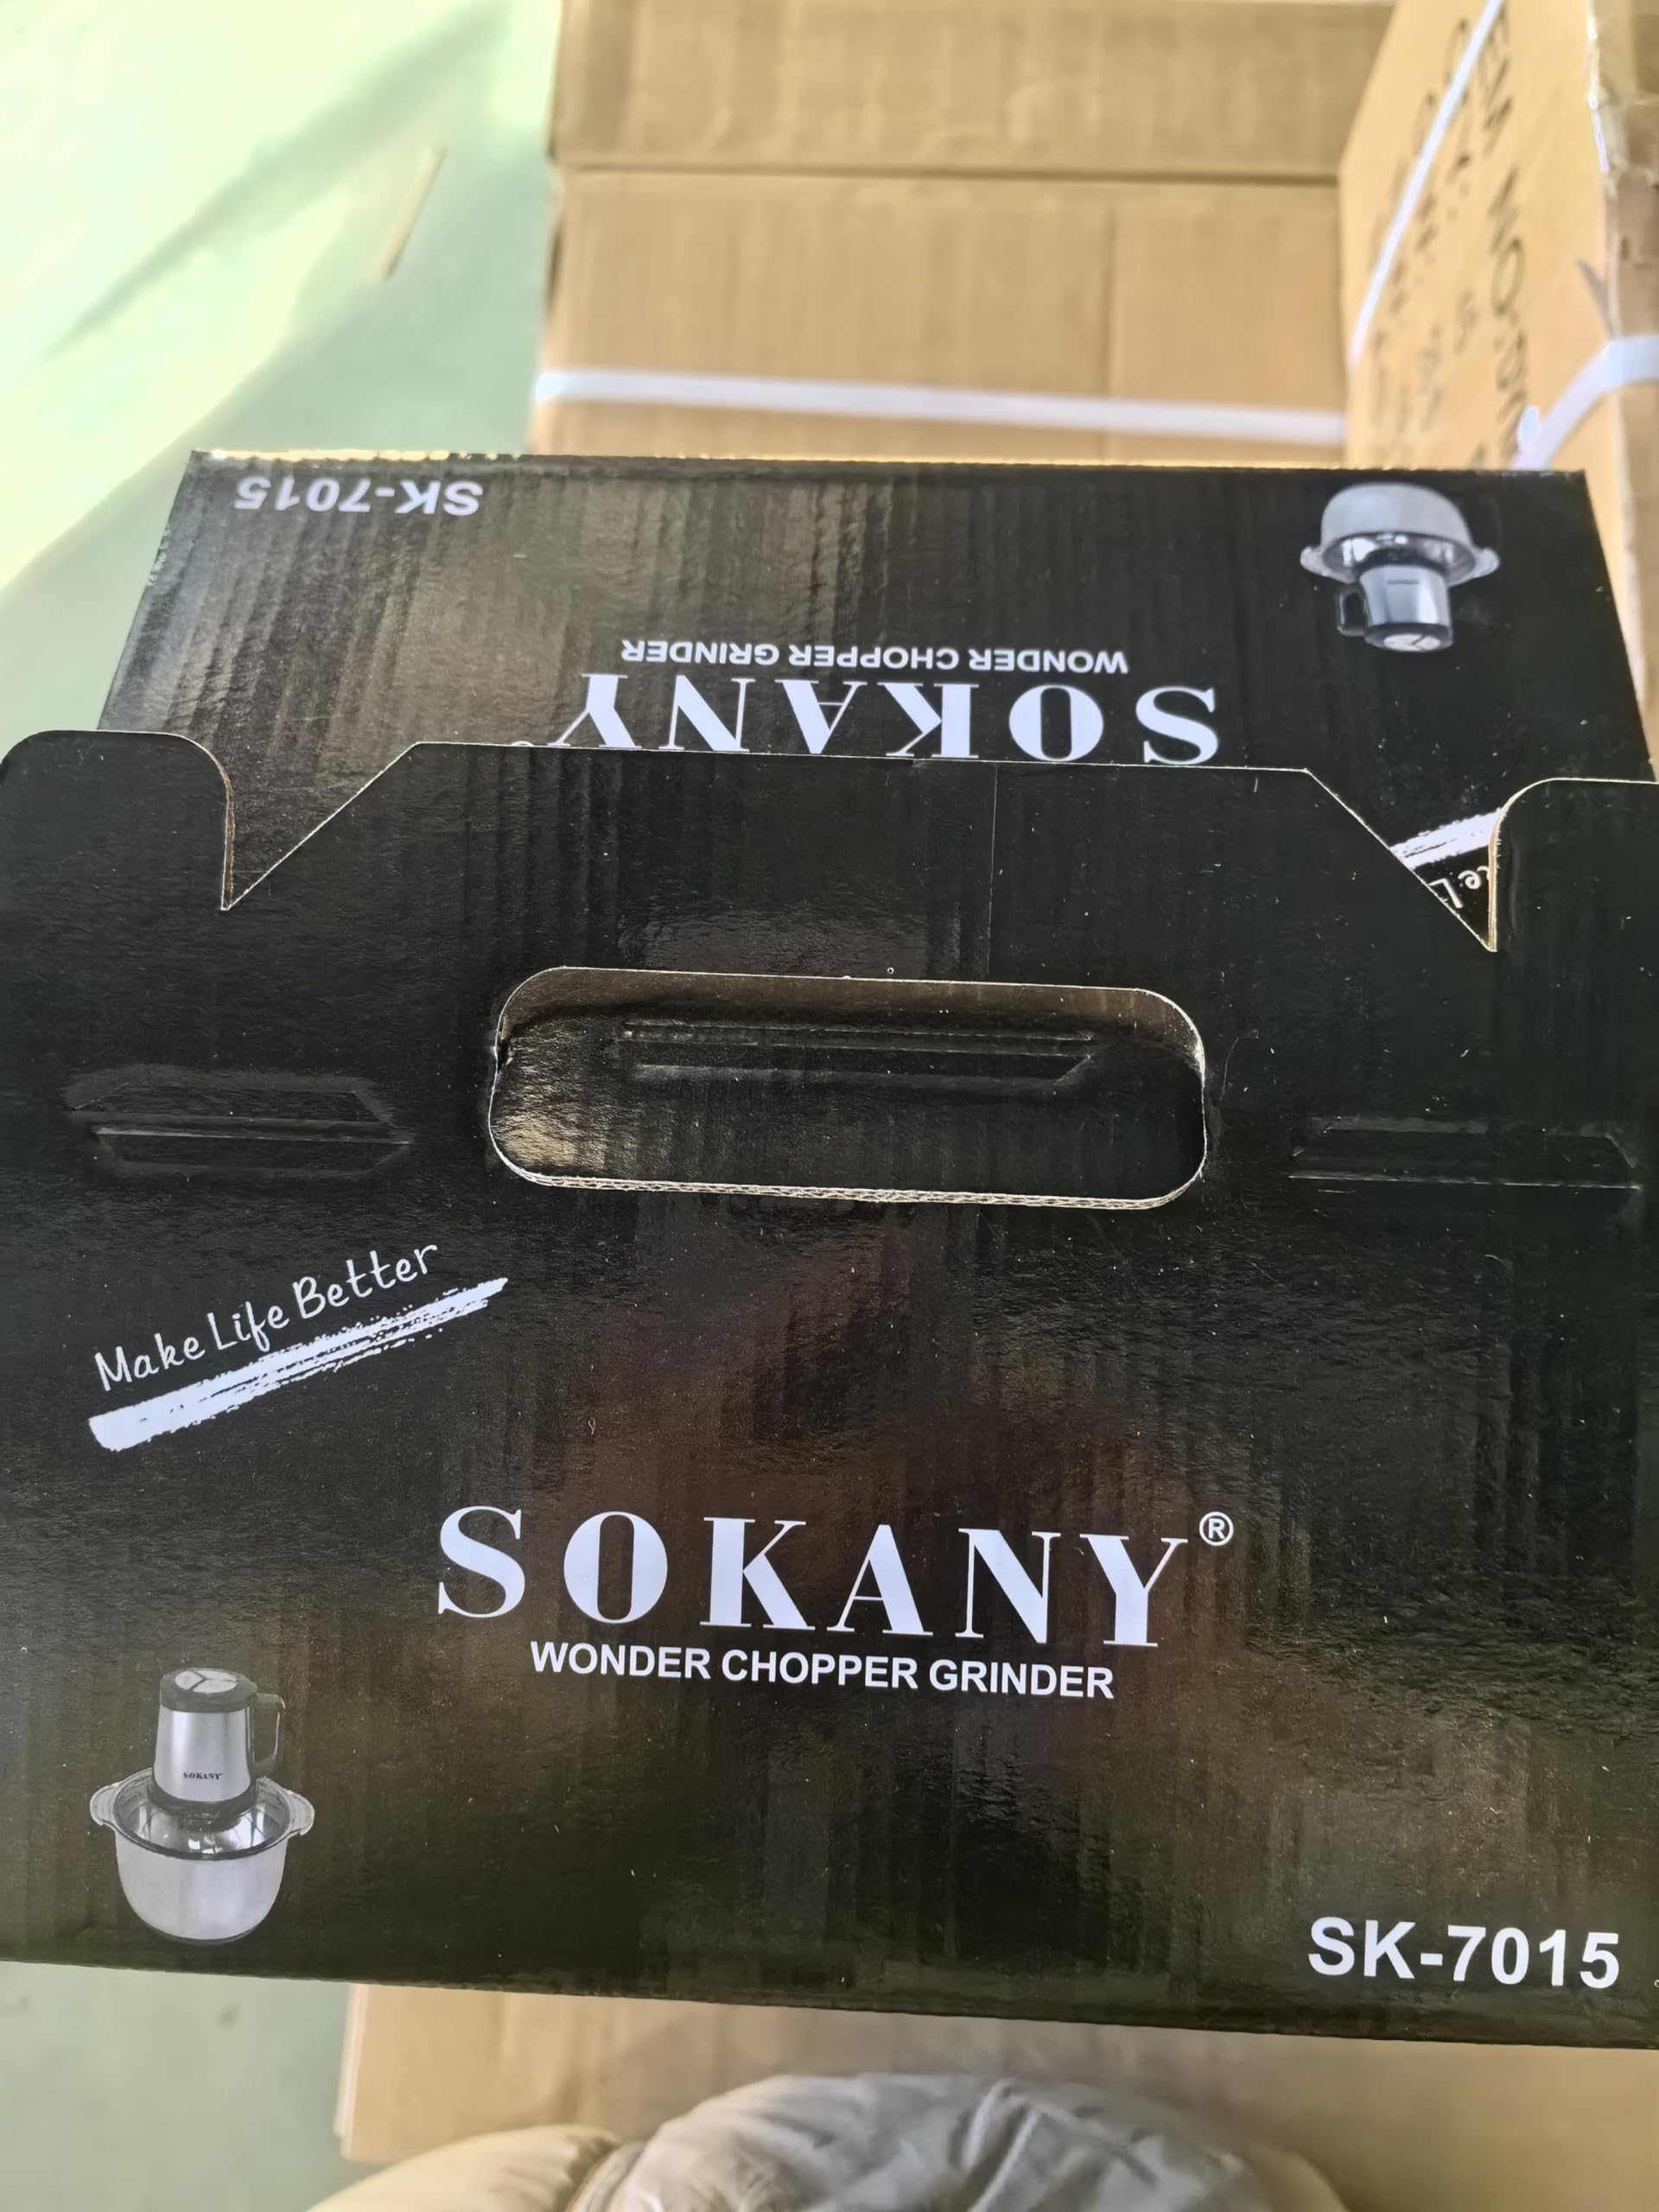 SK-7015
WONDER CHOPPER GRINDER
SOKANY
Make Life Better
SOKANY®
WONDER CHOPPER GRINDER
SOKANY
SK-7015